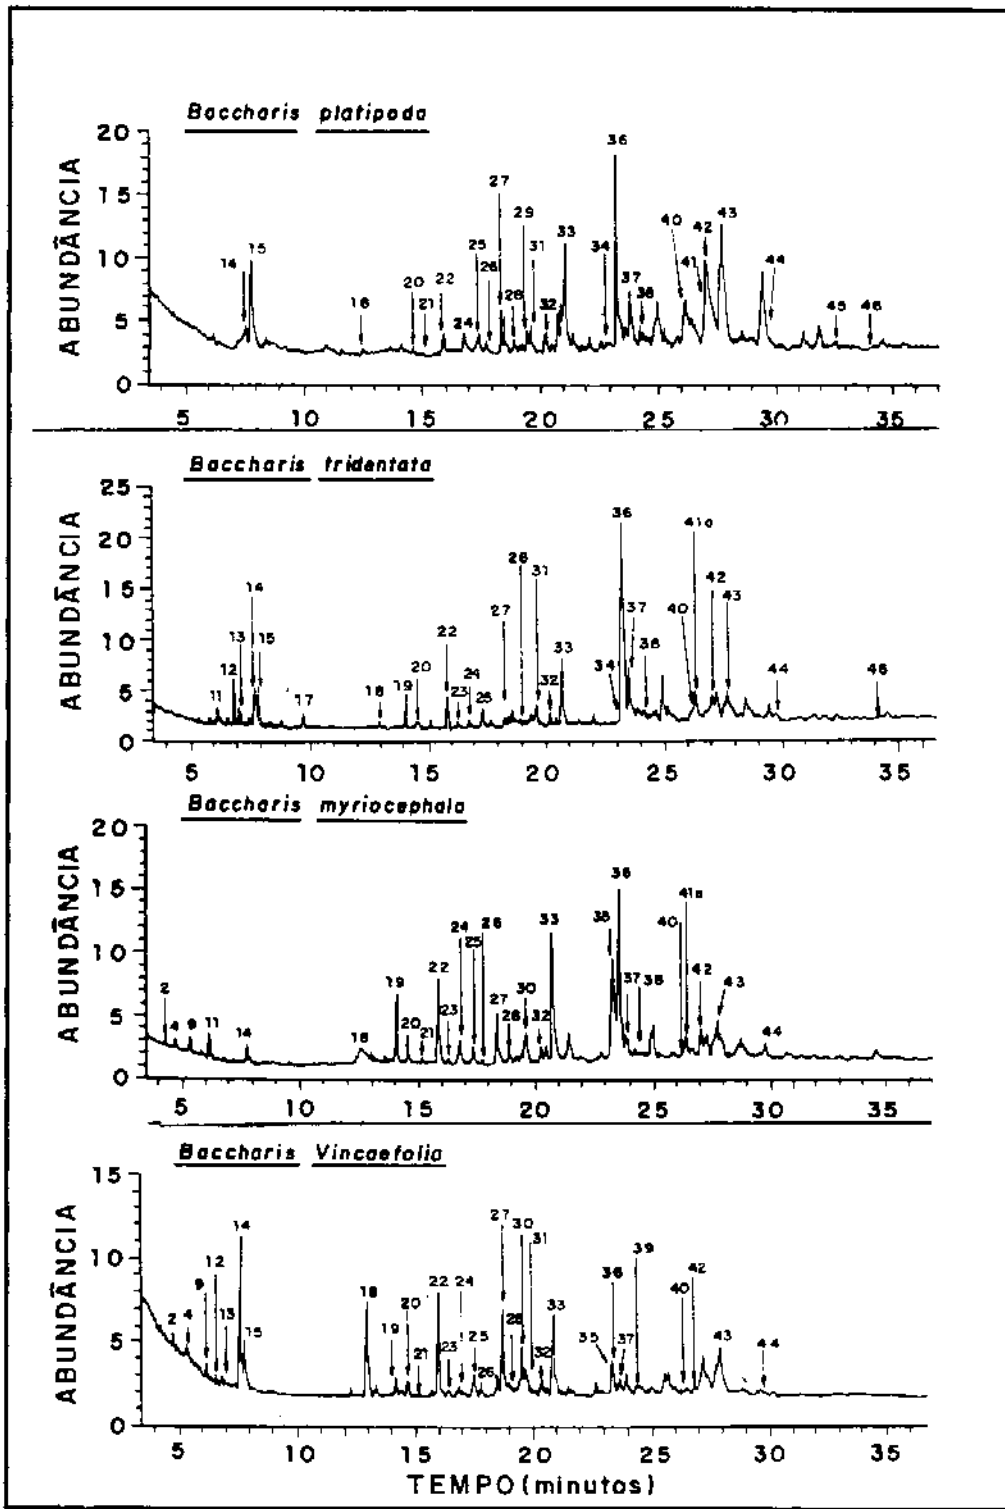 Baccharis platipoda
ABUNDÂNCIA
20
15
10
5
0
14 15 16 20 21 22 24 25 26 27 28 29 31 32 33 34 36 37 38 40 41 42 43 44 45 46
5 10 15 20 25 30 35
Baccharis tridentata
ABUNDÂNCIA
25
20
15
10
5
0
11 12 13 14 15 17 18 19 20 22 23 24 25 27 28 31 32 33 34 36 37 38 40 41a 42 43 44 46
5 10 15 20 25 30 35
Baccharis myriocephala
ABUNDÂNCIA
20
15
10
5
0
2 4 9 11 14 18 19 20 21 22 23 24 25 26 27 28 30 32 33 35 36 37 38 40 41a 42 43 44
5 10 15 20 25 30 35
Baccharis Vincaefolia
ABUNDÂNCIA
15
10
5
0
2 4 9 12 13 14 15 18 19 20 21 22 23 24 25 26 27 28 30 31 32 33 35 36 37 39 40 42 43 44
5 10 15 20 25 30 35
TEMPO (minutos)